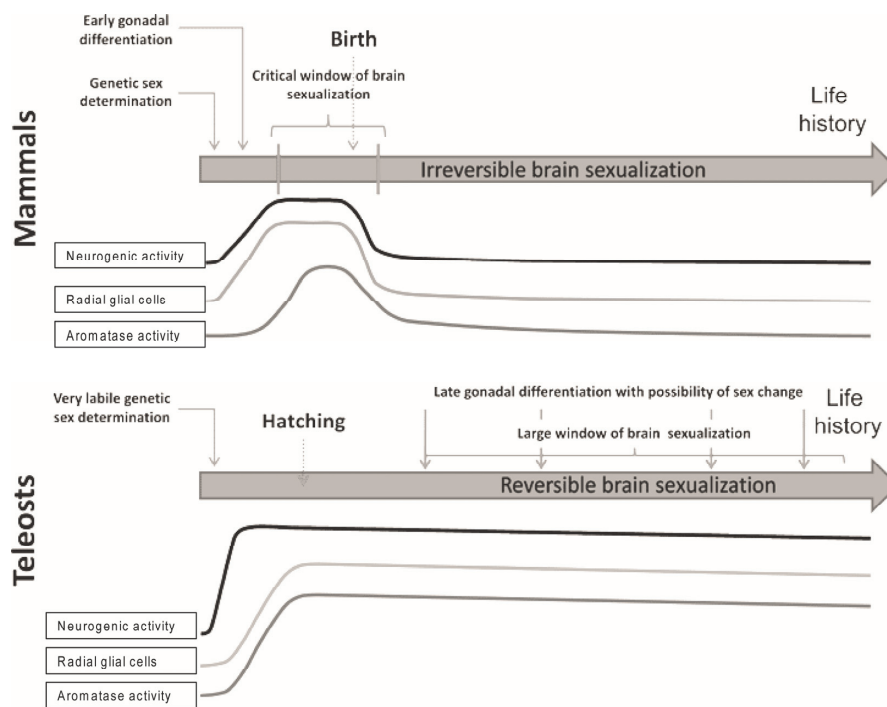 Early gonadal
differentiation
Birth
Genetic sex
determination
Critical window of brain
sexualization
Life
history
Mammals
Irreversible brain sexualization
Neurogenic activity
Radial glial cells
Aromatase activity
Very labile genetic
sex determination
Hatching
Late gonadal differentiation with possibility of sex change
Large window of brain sexualization
Life
history
Teleosts
Reversible brain sexualization
Neurogenic activity
Radial glial cells
Aromatase activity